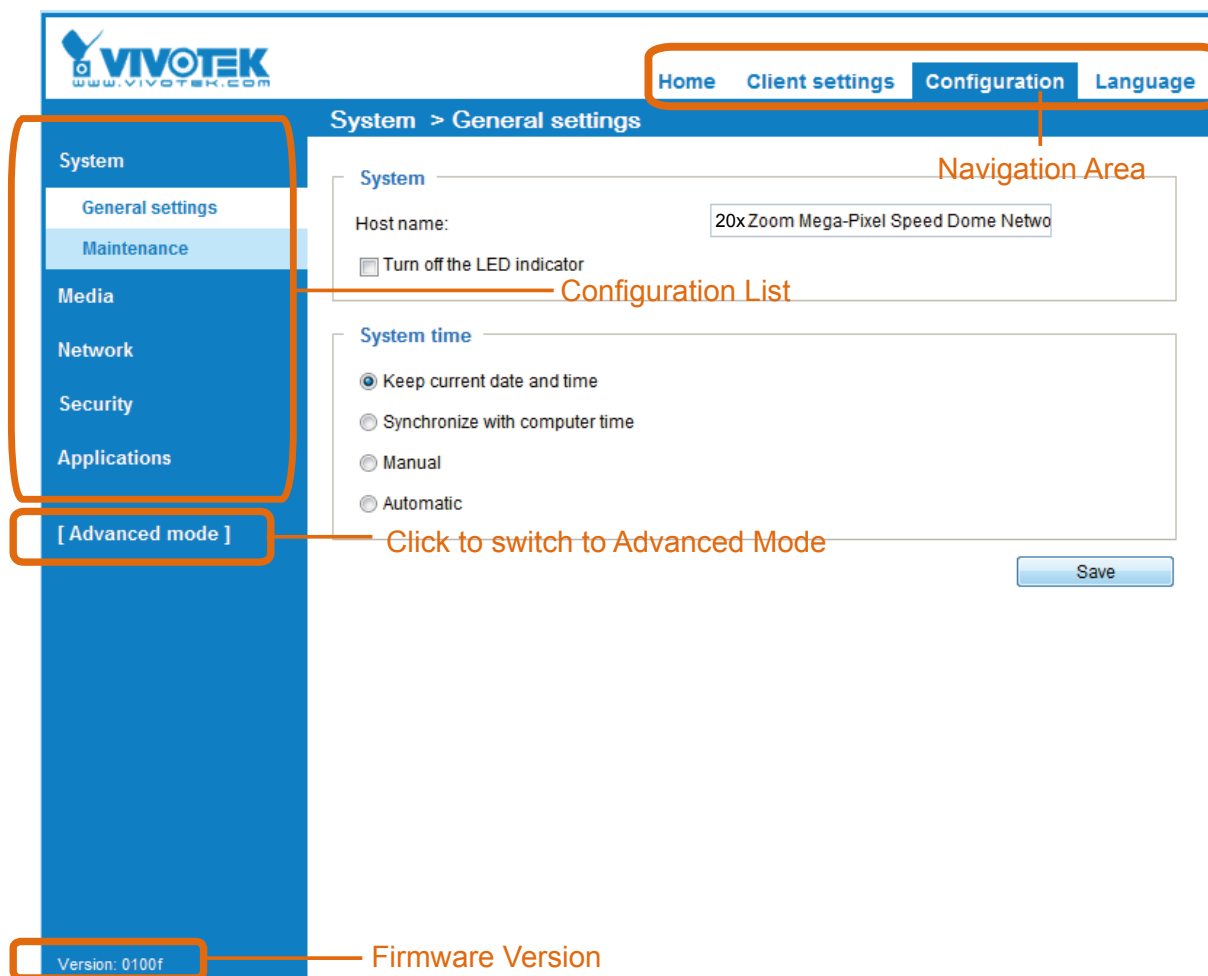 VIVOTEK
www.vivotek.com
Home Client settings Configuration Language
System > General settings
Navigation Area
System
General settings
Maintenance
Media
Network
Security
Applications
[ Advanced mode ]
Version: 0100f
System
Host name: 20x Zoom Mega-Pixel Speed Dome Netwo
Turn off the LED indicator
Configuration List
System time
Keep current date and time
Synchronize with computer time
Manual
Automatic
Click to switch to Advanced Mode
Save
Firmware Version